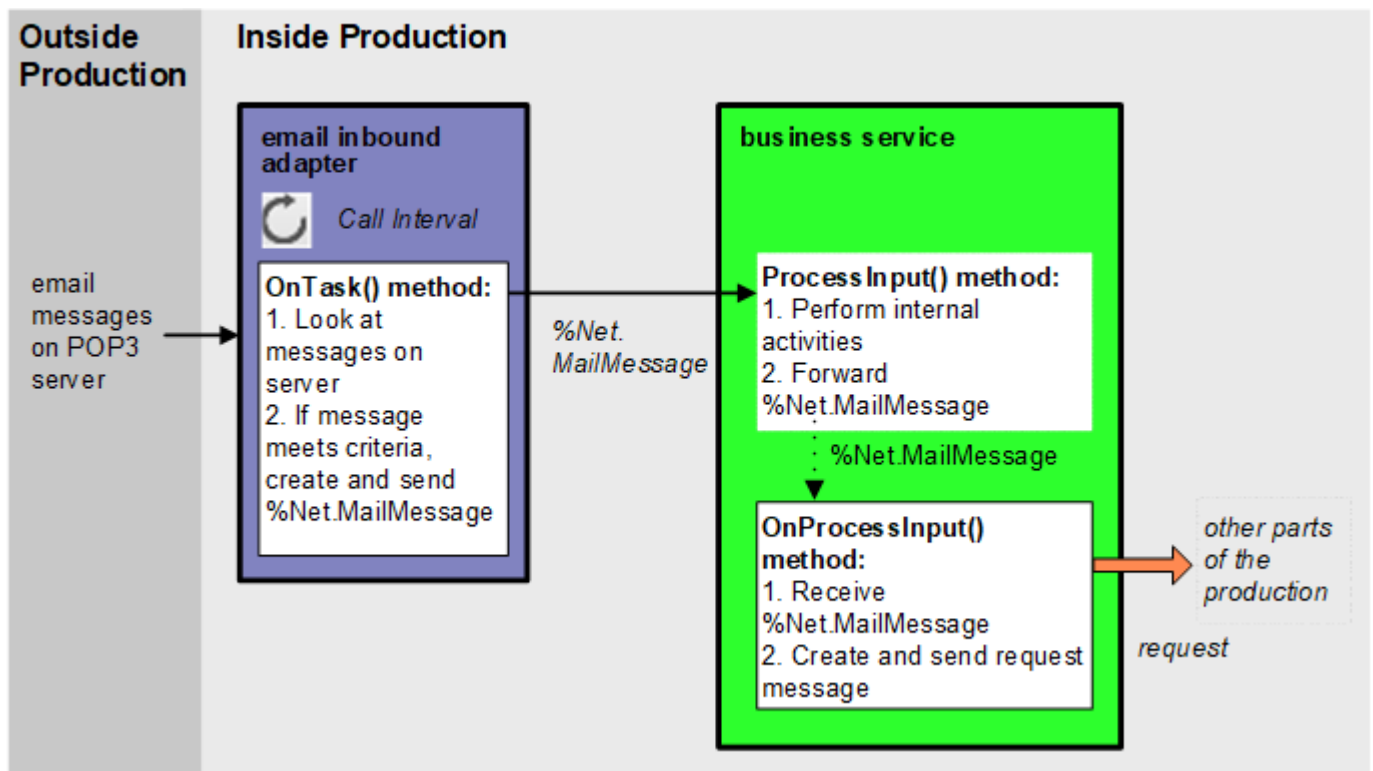 Outside
Production
Inside Production
email inbound
adapter
Call Interval
email
messages
on POP3
server
OnTask() method:
1. Look at
messages on
server
2. If message
meets criteria,
create and send
%Net.MailMessage
%Net.
MailMessage
business service
ProcessInput() method:
1. Perform internal
activities
2. Forward
%Net.MailMessage
%Net.MailMessage
OnProcessInput()
method:
1. Receive
%Net.MailMessage
2. Create and send request
message
other parts
of the
production
request